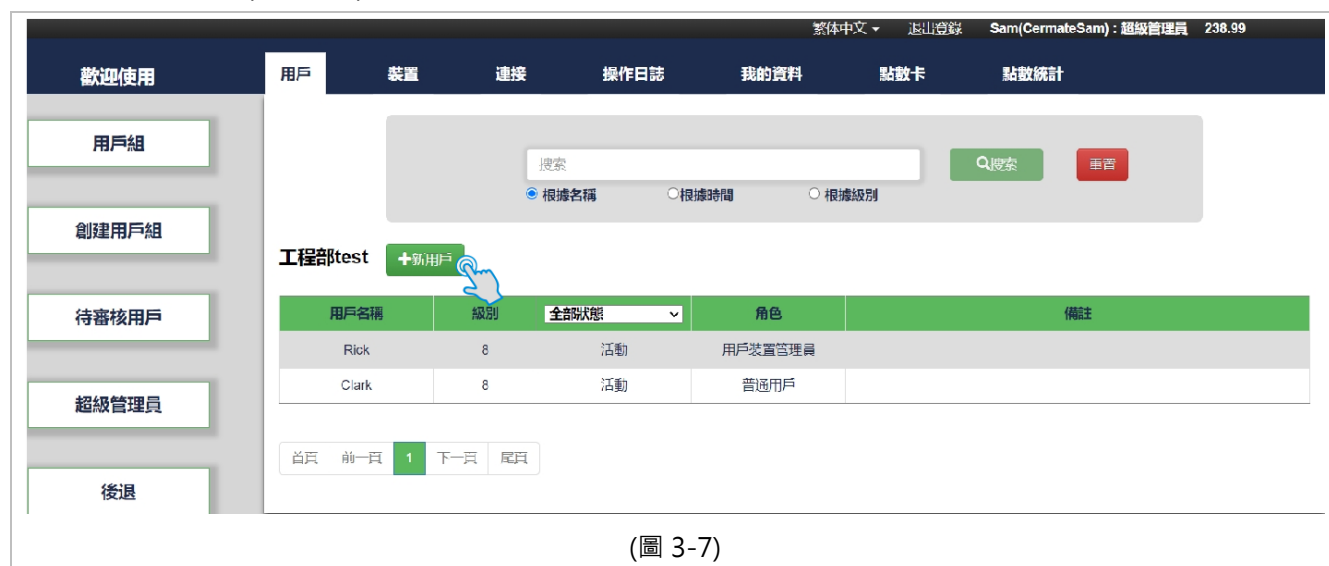 繁体中文 退出登錄 Sam(CermateSam) : 超級管理員 238.99
歡迎使用 用戶 裝置 連接 操作日誌 我的資料 點數卡 點數統計
用戶組
創建用戶組
待審核用戶
超級管理員
後退
搜索 搜索 重置
根據名稱 根據時間 根據級別
工程部test 新用戶
用戶名稱 級別 全部狀態 角色 備註
Rick 8 活動 用戶裝置管理員
Clark 8 活動 普通用戶
首頁 前一頁 1 下一頁 尾頁
(圖 3-7)